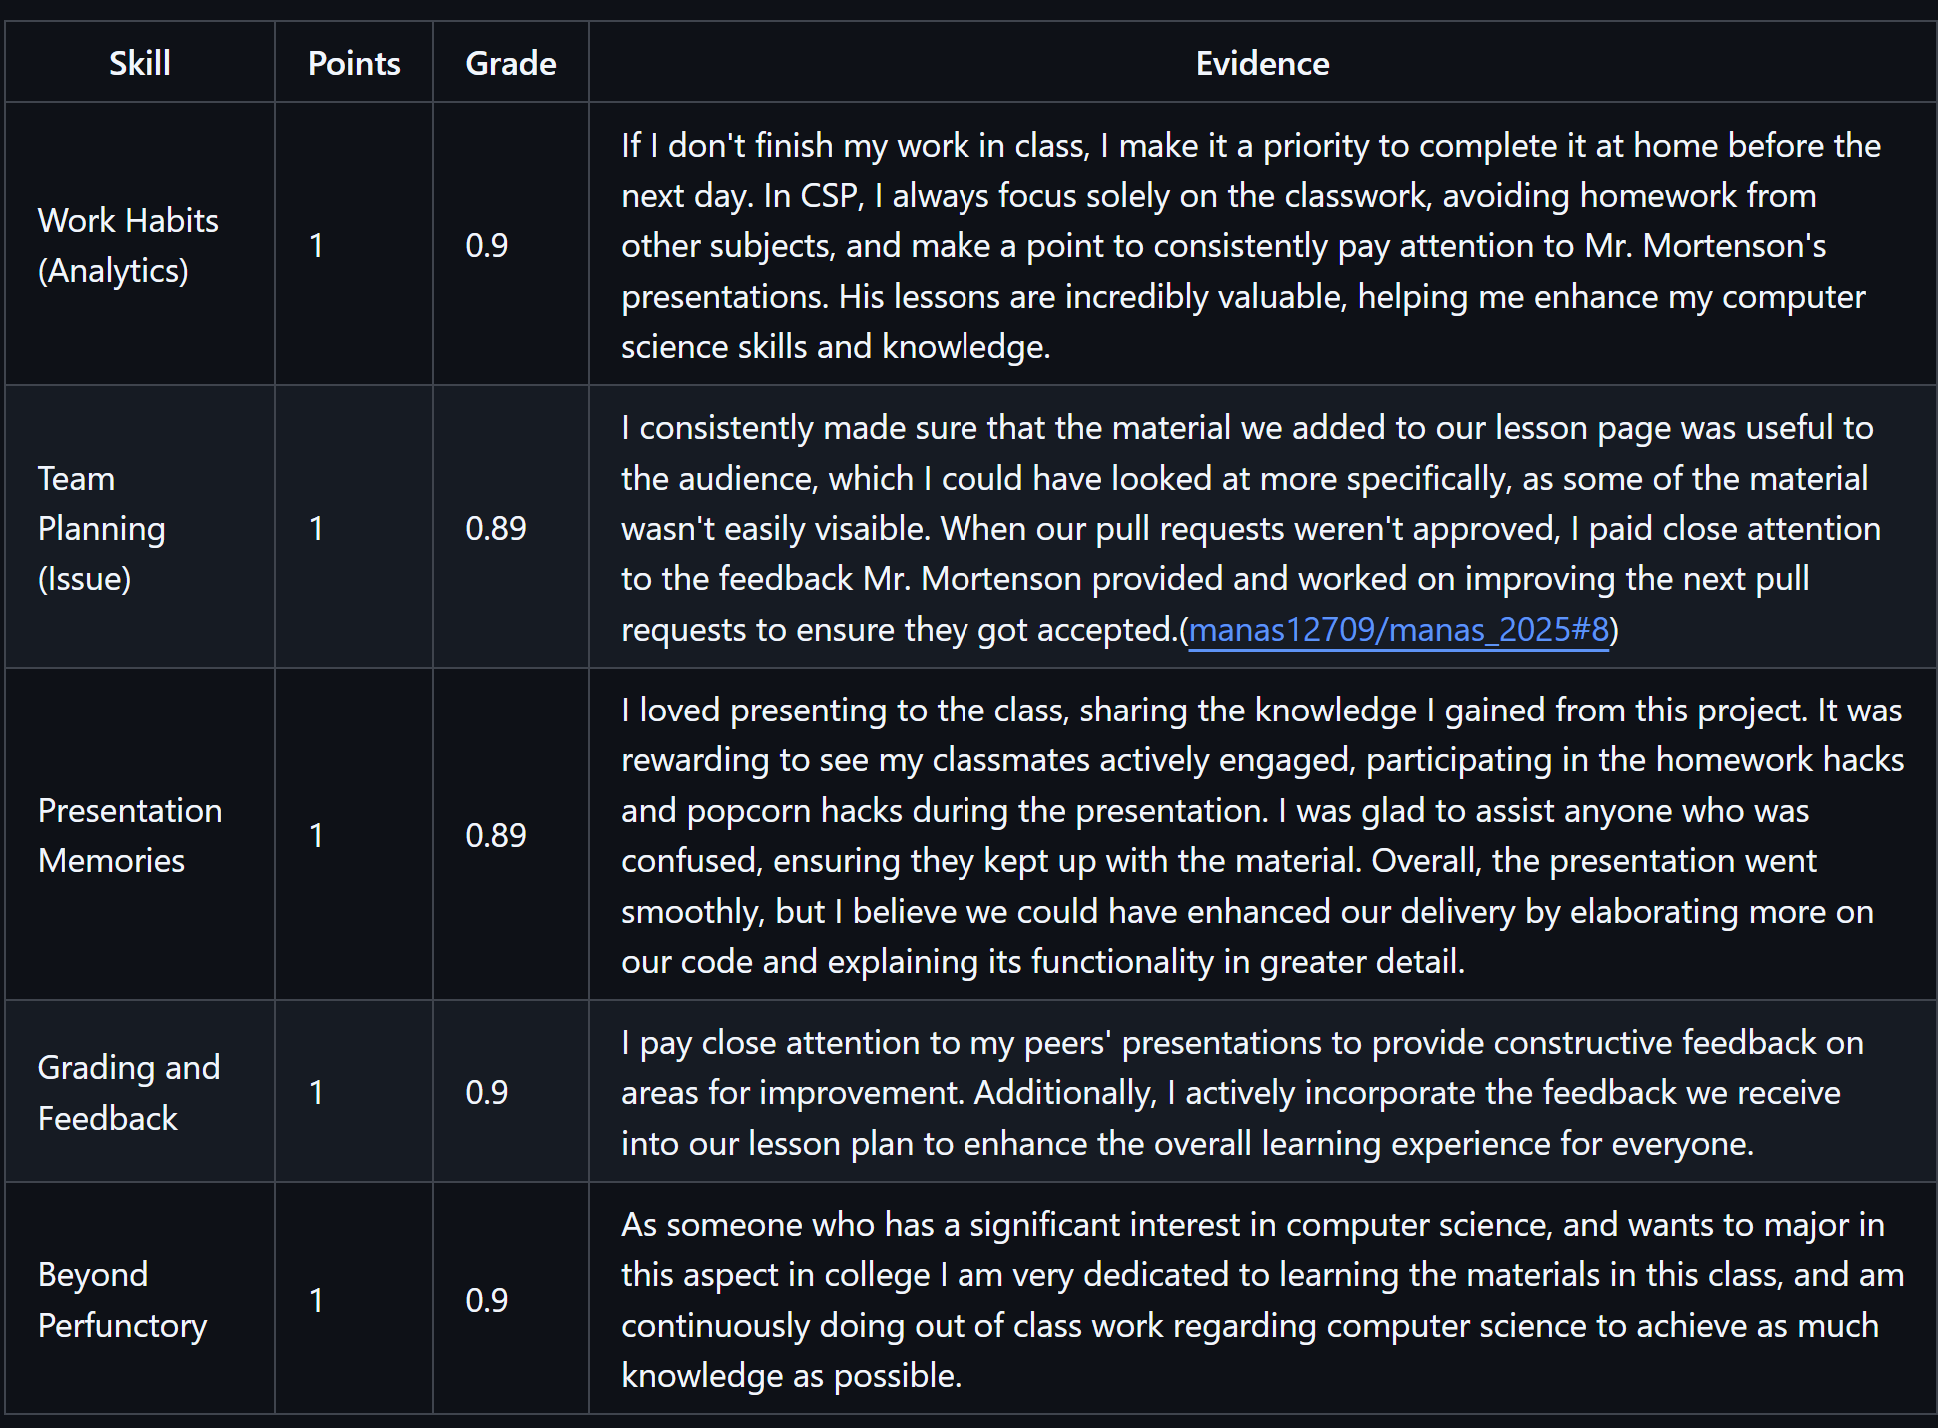 Skill Points Grade Evidence
Work Habits
(Analytics)
1
0.9
If I don't finish my work in class, I make it a priority to complete it at home before the
next day. In CSP, I always focus solely on the classwork, avoiding homework from
other subjects, and make a point to consistently pay attention to Mr. Mortenson's
presentations. His lessons are incredibly valuable, helping me enhance my computer
science skills and knowledge.
Team
Planning
(Issue)
1
0.89
I consistently made sure that the material we added to our lesson page was useful to
the audience, which I could have looked at more specifically, as some of the material
wasn't easily visaible. When our pull requests weren't approved, I paid close attention
to the feedback Mr. Mortenson provided and worked on improving the next pull
requests to ensure they got accepted.(manas12709/manas_2025#8)
Presentation
Memories
1
0.89
I loved presenting to the class, sharing the knowledge I gained from this project. It was
rewarding to see my classmates actively engaged, participating in the homework hacks
and popcorn hacks during the presentation. I was glad to assist anyone who was
confused, ensuring they kept up with the material. Overall, the presentation went
smoothly, but I believe we could have enhanced our delivery by elaborating more on
our code and explaining its functionality in greater detail.
Grading and
Feedback
1
0.9
I pay close attention to my peers' presentations to provide constructive feedback on
areas for improvement. Additionally, I actively incorporate the feedback we receive
into our lesson plan to enhance the overall learning experience for everyone.
Beyond
Perfunctory
1
0.9
As someone who has a significant interest in computer science, and wants to major in
this aspect in college I am very dedicated to learning the materials in this class, and am
continuously doing out of class work regarding computer science to achieve as much
knowledge as possible.